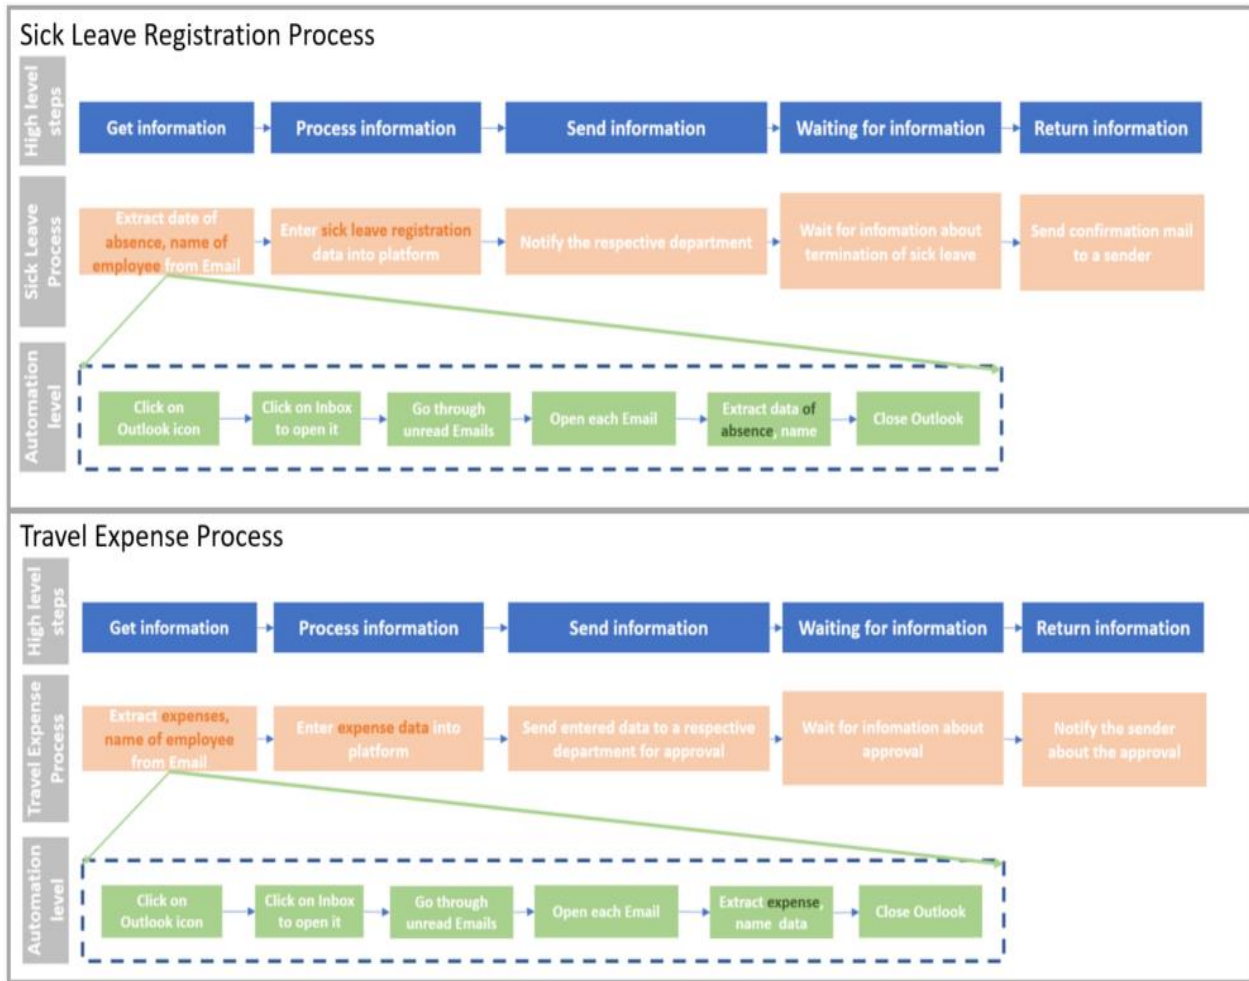 Sick Leave Registration Process
High level
steps
Get information
Process information
Send information
Waiting for information
Return information
Sick Leave
Process
Extract date of
absence, name of
employee from Email
Enter sick leave registration
data into platform
Notify the respective department
Wait for infomation about
termination of sick leave
Send confirmation mail
to a sender
Automation
level
Click on
Outlook icon
Click on Inbox
to open it
Go through
unread Emails
Open each Email
Extract data of
absence, name
Close Outlook
Travel Expense Process
High level
steps
Get information
Process information
Send information
Waiting for information
Return information
Travel Expense
Process
Extract expenses,
name of employee
from Email
Enter expense data into
platform
Send entered data to a respective
department for approval
Wait for infomation about
approval
Notify the sender
about the approval
Automation
level
Click on
Outlook icon
Click on Inbox
to open it
Go through
unread Emails
Open each Email
Extract expense,
name data
Close Outlook